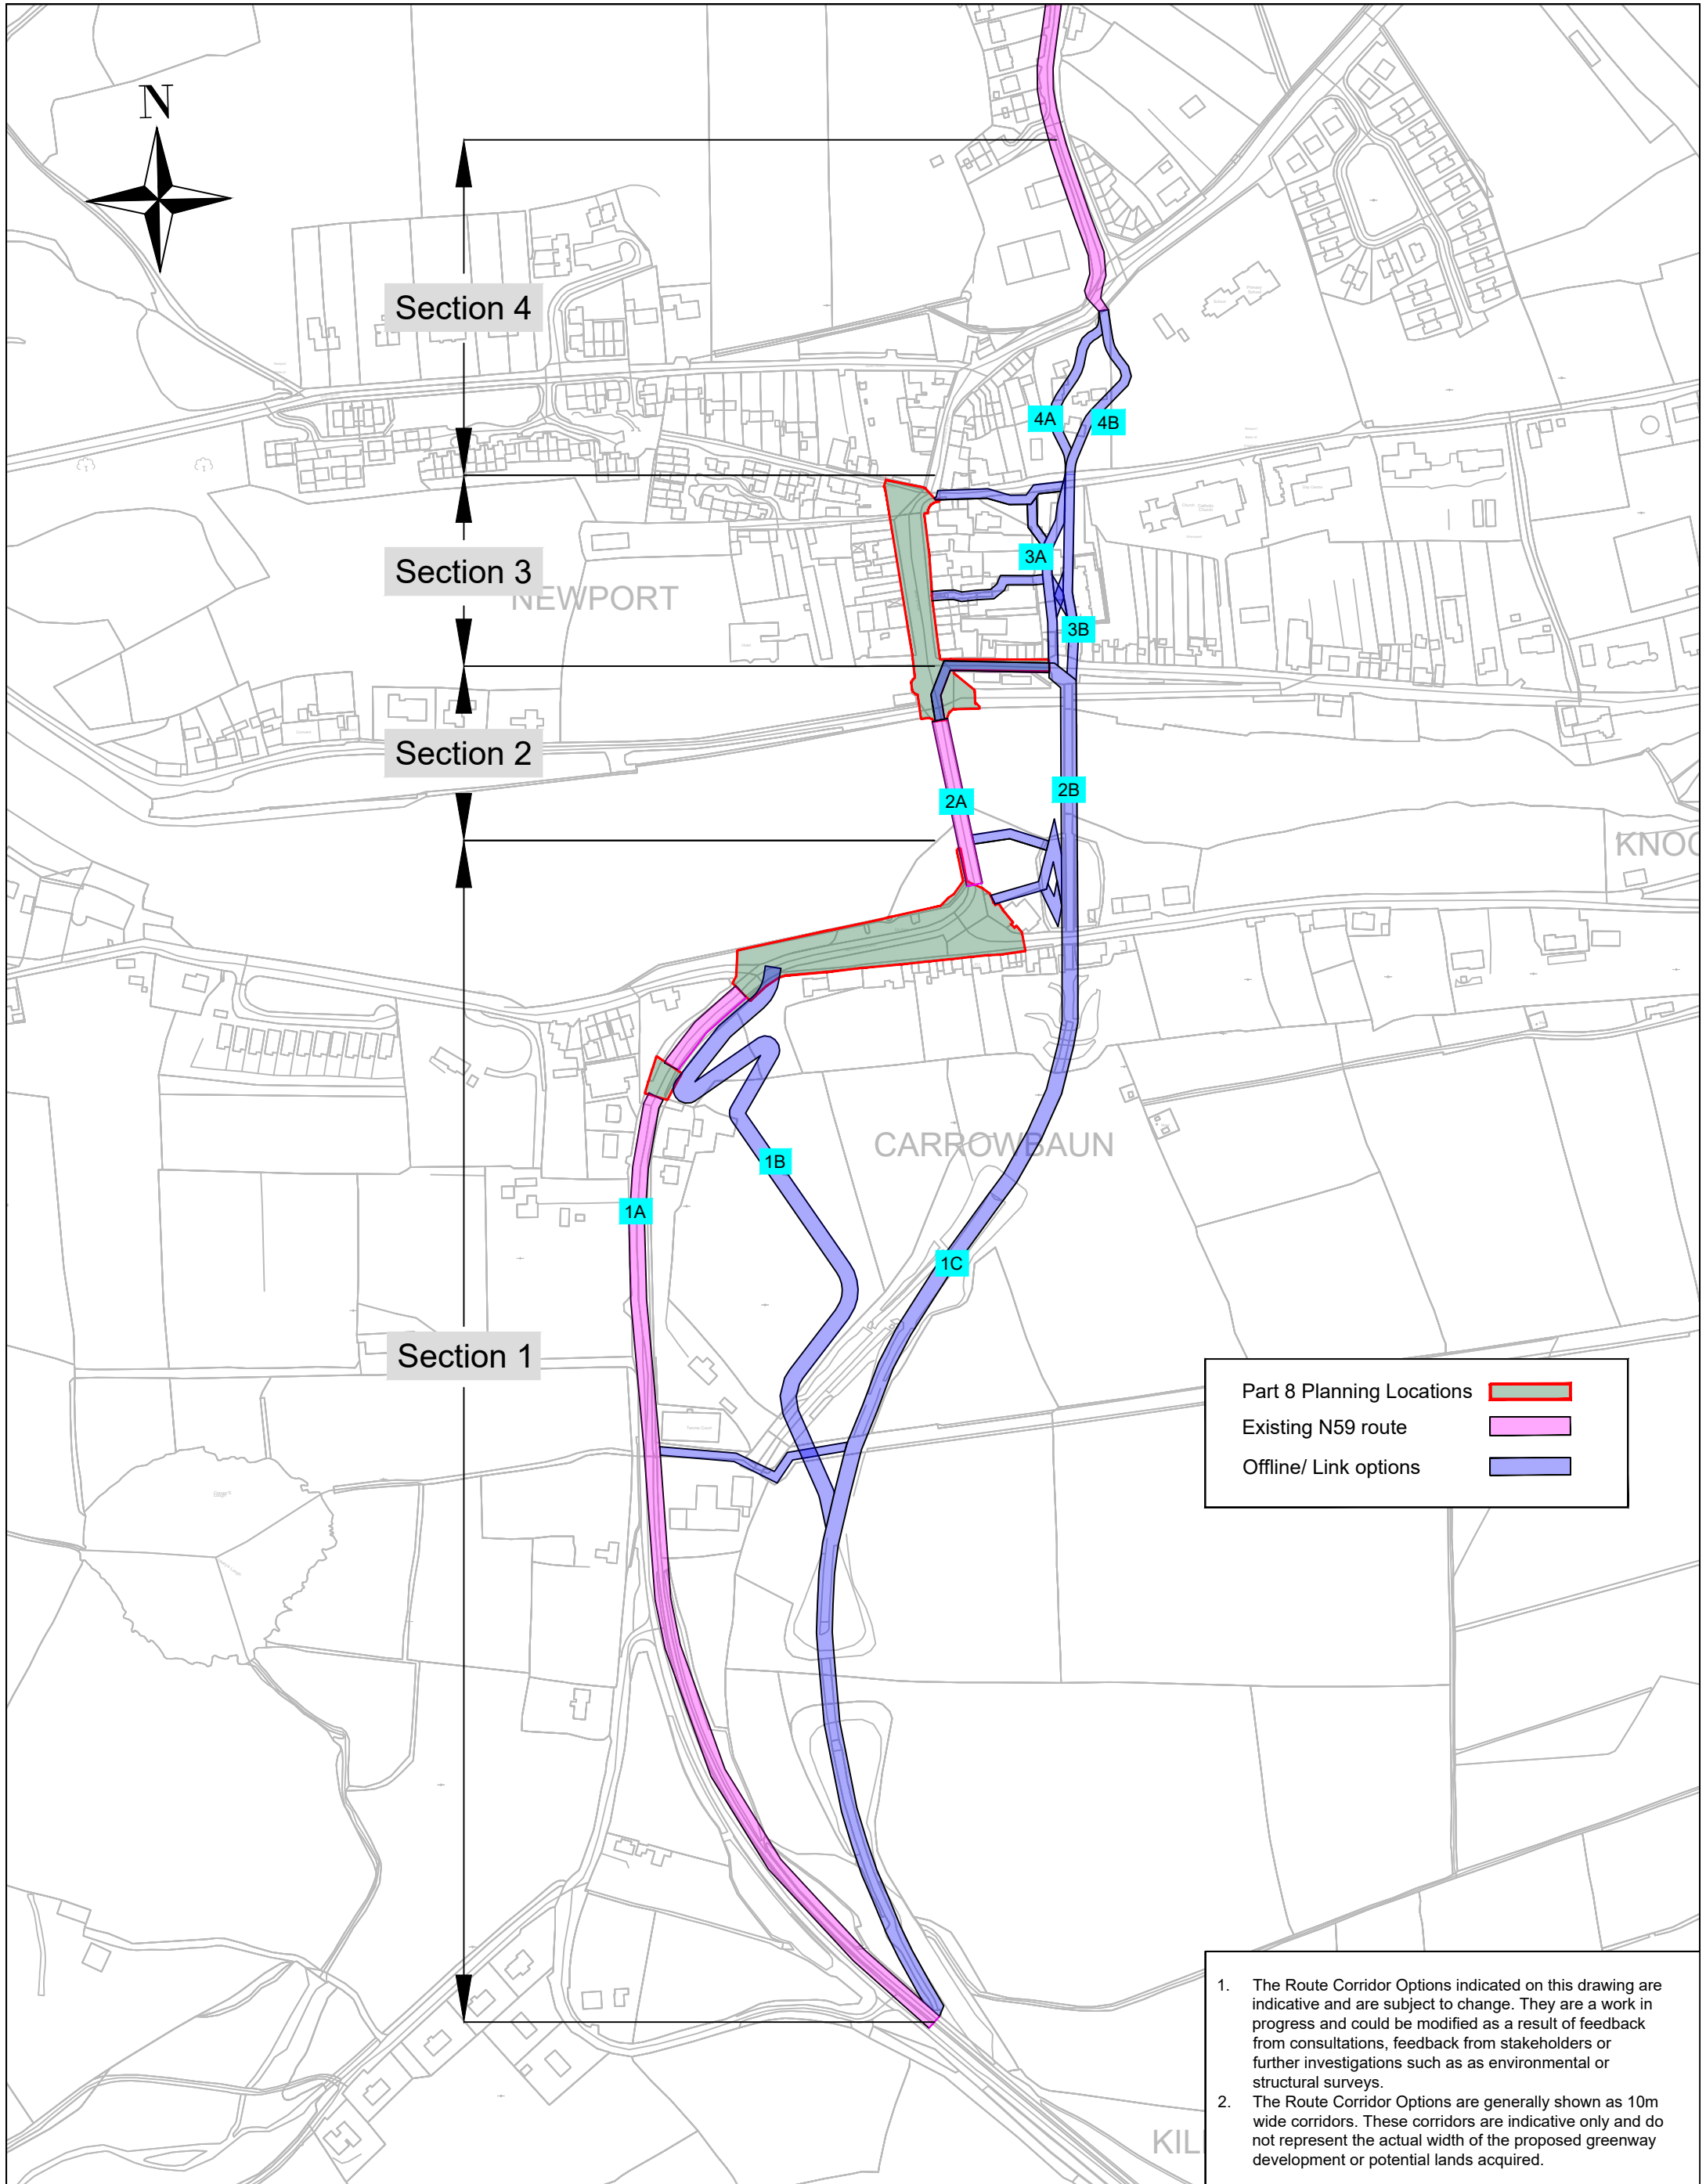 N
Section 4
4A
4B
Section 3
NEWPORT
3A
3B
Section 2
2A
2B
KNOC
CARROWBAUN
1B
1A
1C
Section 1
Part 8 Planning Locations
Existing N59 route
Offline/ Link options
1. The Route Corridor Options indicated on this drawing are
indicative and are subject to change. They are a work in
progress and could be modified as a result of feedback
from consultations, feedback from stakeholders or
further investigations such as as environmental or
structural surveys.
2. The Route Corridor Options are generally shown as 10m
wide corridors. These corridors are indicative only and do
not represent the actual width of the proposed greenway
development or potential lands acquired.
KIL